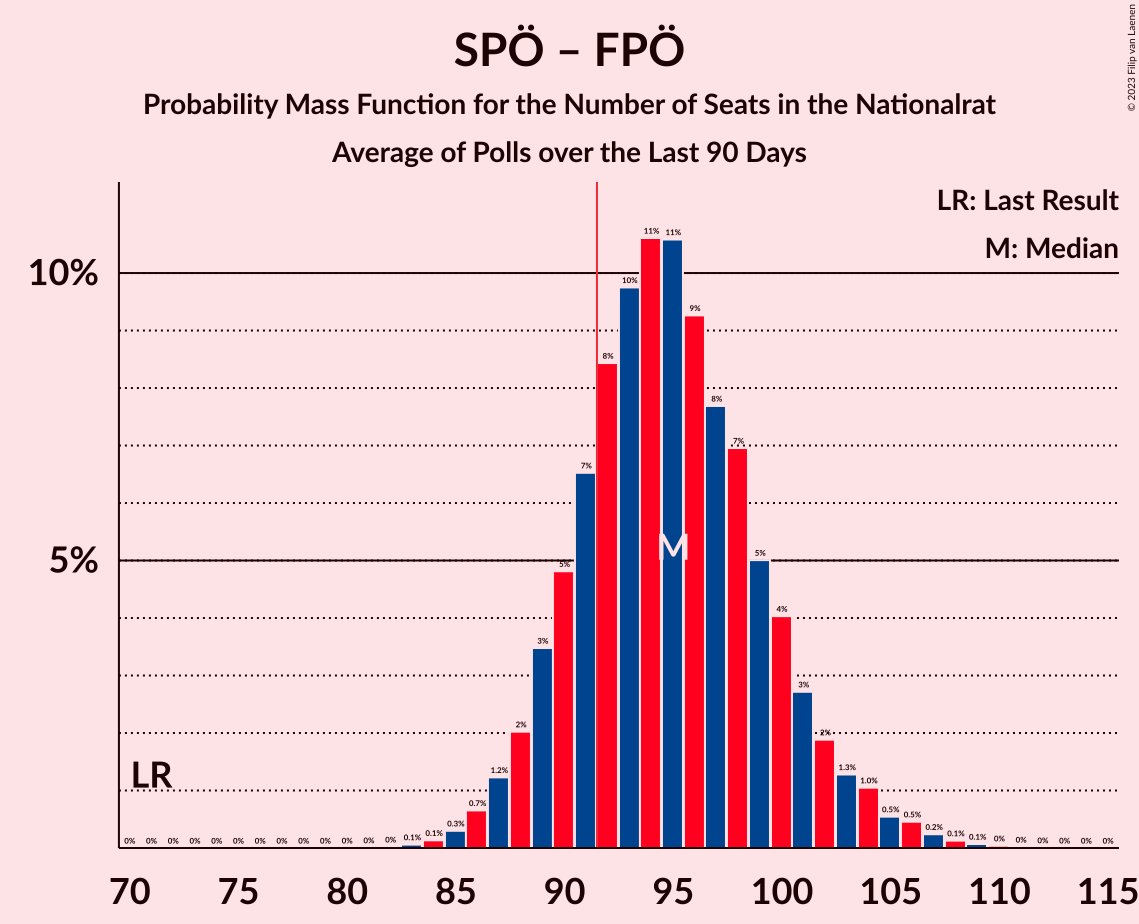 SPÖ – FPÖ
Probability Mass Function for the Number of Seats in the Nationalrat
Average of Polls over the Last 90 Days
© 2023 Filip van Laenen
LR: Last Result
M: Median
10%
5%
LR
M
0% 0% 0% 0% 0% 0% 0% 0% 0% 0% 0% 0% 0% 0.1% 0.1% 0.3% 0.7% 1.2% 2% 3% 5% 7% 8% 10% 11% 11% 9% 8% 7% 5% 4% 3% 2% 1.3% 1.0% 0.5% 0.5% 0.2% 0.1% 0.1% 0% 0% 0% 0% 0% 0%
70 75 80 85 90 95 100 105 110 115